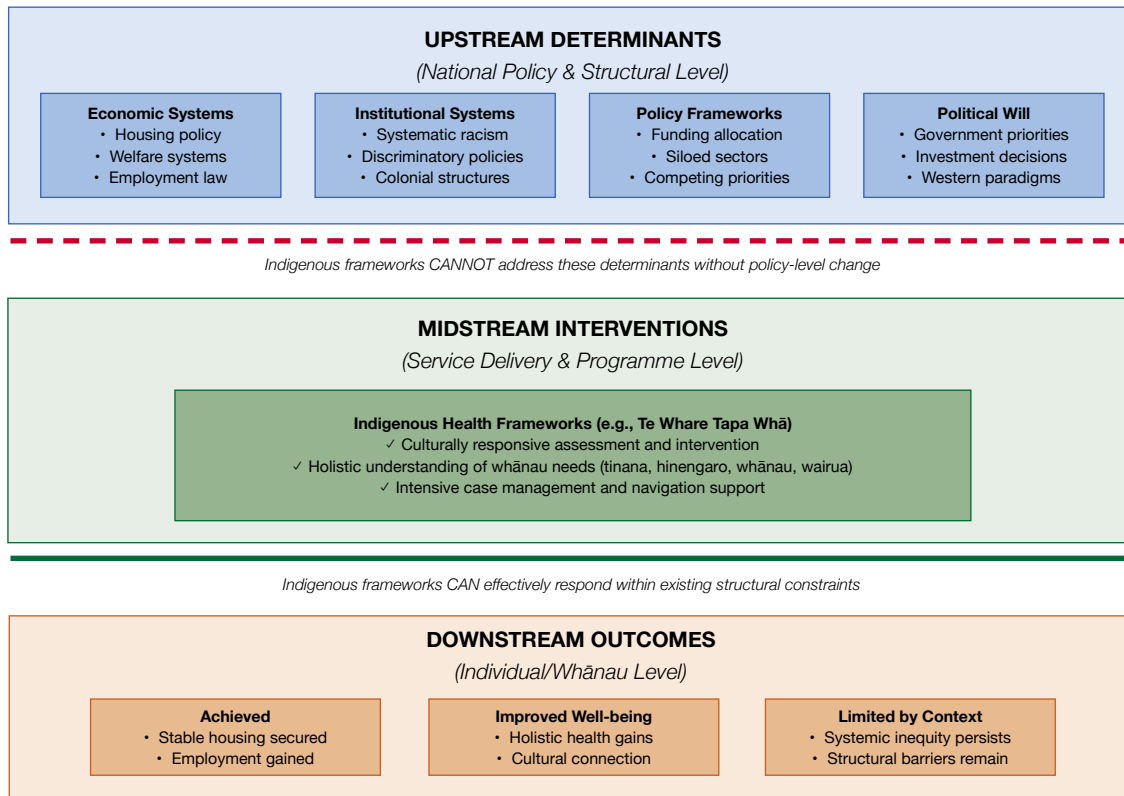 UPSTREAM DETERMINANTS
(National Policy & Structural Level)
Economic Systems
• Housing policy
• Welfare systems
• Employment law
Institutional Systems
• Systematic racism
• Discriminatory policies
• Colonial structures
Policy Frameworks
• Funding allocation
• Siloed sectors
• Competing priorities
Political Will
• Government priorities
• Investment decisions
• Western paradigms
Indigenous frameworks CANNOT address these determinants without policy-level change
MIDSTREAM INTERVENTIONS
(Service Delivery & Programme Level)
Indigenous Health Frameworks (e.g., Te Whare Tapa Whā)
✓ Culturally responsive assessment and intervention
✓ Holistic understanding of whānau needs (tinana, hinengaro, whānau, wairua)
✓ Intensive case management and navigation support
Indigenous frameworks CAN effectively respond within existing structural constraints
DOWNSTREAM OUTCOMES
(Individual/Whānau Level)
Achieved
• Stable housing secured
• Employment gained
Improved Well-being
• Holistic health gains
• Cultural connection
Limited by Context
• Systemic inequity persists
• Structural barriers remain